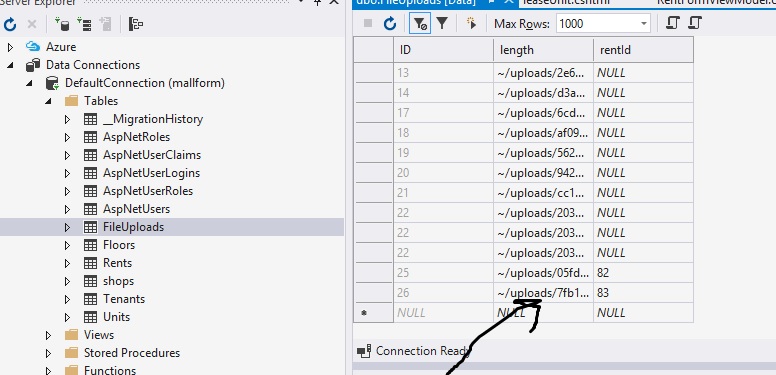 Server Explorer
dbo.FileUploads [Data]
leaseUnit.cshtml
RentFormViewModel.c
Max Rows: 1000
Azure
Data Connections
DefaultConnection (mallform)
Tables
__MigrationHistory
AspNetRoles
AspNetUserClaims
AspNetUserLogins
AspNetUserRoles
AspNetUsers
FileUploads
Floors
Rents
shops
Tenants
Units
Views
Stored Procedures
Functions
ID length rentId
13 ~/uploads/2e6... NULL
14 ~/uploads/d3a... NULL
17 ~/uploads/6cd... NULL
18 ~/uploads/af09... NULL
19 ~/uploads/562... NULL
20 ~/uploads/942... NULL
21 ~/uploads/cc1... NULL
22 ~/uploads/203... NULL
22 ~/uploads/203... NULL
22 ~/uploads/203... NULL
25 ~/uploads/05fd... 82
26 ~/uploads/7fb1... 83
NULL NULL NULL
Connection Ready